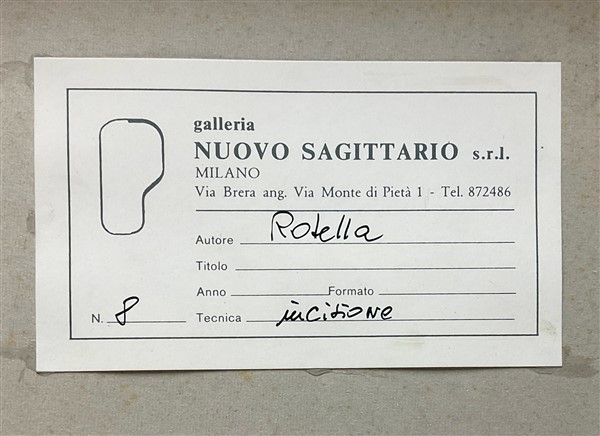 galleria
NUOVO SAGITTARIO s.r.l.
MILANO
Via Brera ang. Via Monte di Pietà 1 - Tel. 872486
Autore Rotella
Titolo
Anno Formato
N. 8 Tecnica incisione